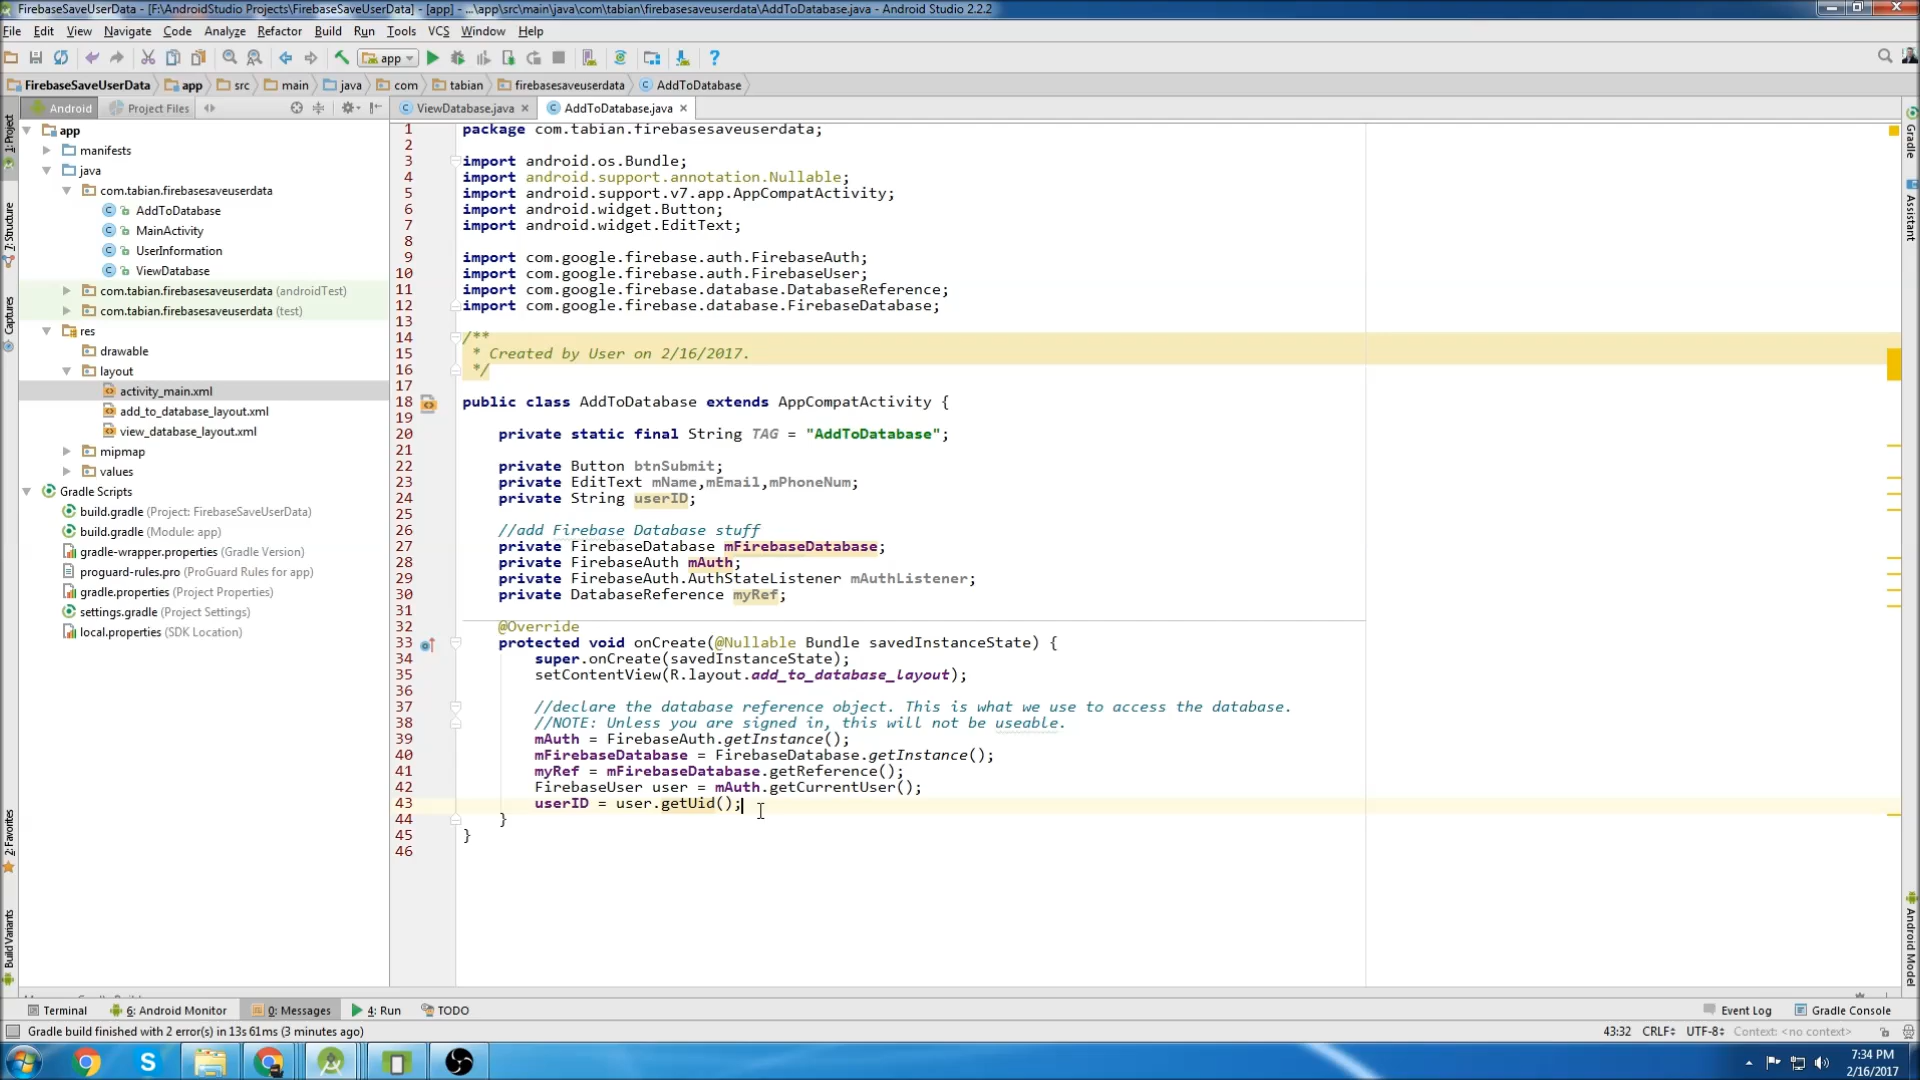 FirebaseSaveUserData - [F:\AndroidStudio Projects\FirebaseSaveUserData] - [app] - ...\app\src\main\java\com\tabian\firebasesaveuserdata\AddToDatabase.java - Android Studio 2.2.2
File Edit View Navigate Code Analyze Refactor Build Run Tools VCS Window Help
app
FirebaseSaveUserData app src main java com tabian firebasesaveuserdata AddToDatabase
Android Project Files
ViewDatabase.java AddToDatabase.java
1: Project
7: Structure
Captures
2: Favorites
Build Variants
app
manifests
java
com.tabian.firebasesaveuserdata
AddToDatabase
MainActivity
UserInformation
ViewDatabase
com.tabian.firebasesaveuserdata (androidTest)
com.tabian.firebasesaveuserdata (test)
res
drawable
layout
activity_main.xml
add_to_database_layout.xml
view_database_layout.xml
mipmap
values
Gradle Scripts
build.gradle (Project: FirebaseSaveUserData)
build.gradle (Module: app)
gradle-wrapper.properties (Gradle Version)
proguard-rules.pro (ProGuard Rules for app)
gradle.properties (Project Properties)
settings.gradle (Project Settings)
local.properties (SDK Location)
1 package com.tabian.firebasesaveuserdata;
2
3 import android.os.Bundle;
4 import android.support.annotation.Nullable;
5 import android.support.v7.app.AppCompatActivity;
6 import android.widget.Button;
7 import android.widget.EditText;
8
9 import com.google.firebase.auth.FirebaseAuth;
10 import com.google.firebase.auth.FirebaseUser;
11 import com.google.firebase.database.DatabaseReference;
12 import com.google.firebase.database.FirebaseDatabase;
13
14 /**
15 * Created by User on 2/16/2017.
16 */
17
18 public class AddToDatabase extends AppCompatActivity {
19
20 private static final String TAG = "AddToDatabase";
21
22 private Button btnSubmit;
23 private EditText mName,mEmail,mPhoneNum;
24 private String userID;
25
26 //add Firebase Database stuff
27 private FirebaseDatabase mFirebaseDatabase;
28 private FirebaseAuth mAuth;
29 private FirebaseAuth.AuthStateListener mAuthListener;
30 private DatabaseReference myRef;
31
32 @Override
33 protected void onCreate(@Nullable Bundle savedInstanceState) {
34 super.onCreate(savedInstanceState);
35 setContentView(R.layout.add_to_database_layout);
36
37 //declare the database reference object. This is what we use to access the database.
38 //NOTE: Unless you are signed in, this will not be useable.
39 mAuth = FirebaseAuth.getInstance();
40 mFirebaseDatabase = FirebaseDatabase.getInstance();
41 myRef = mFirebaseDatabase.getReference();
42 FirebaseUser user = mAuth.getCurrentUser();
43 userID = user.getUid();
44 }
45 }
46
Gradle
Assistant
Android Model
Terminal 6: Android Monitor 0: Messages 4: Run TODO Event Log Gradle Console
Gradle build finished with 2 error(s) in 13s 61ms (3 minutes ago) 43:32 CRLF UTF-8 Context: <no context>
7:34 PM
2/16/2017